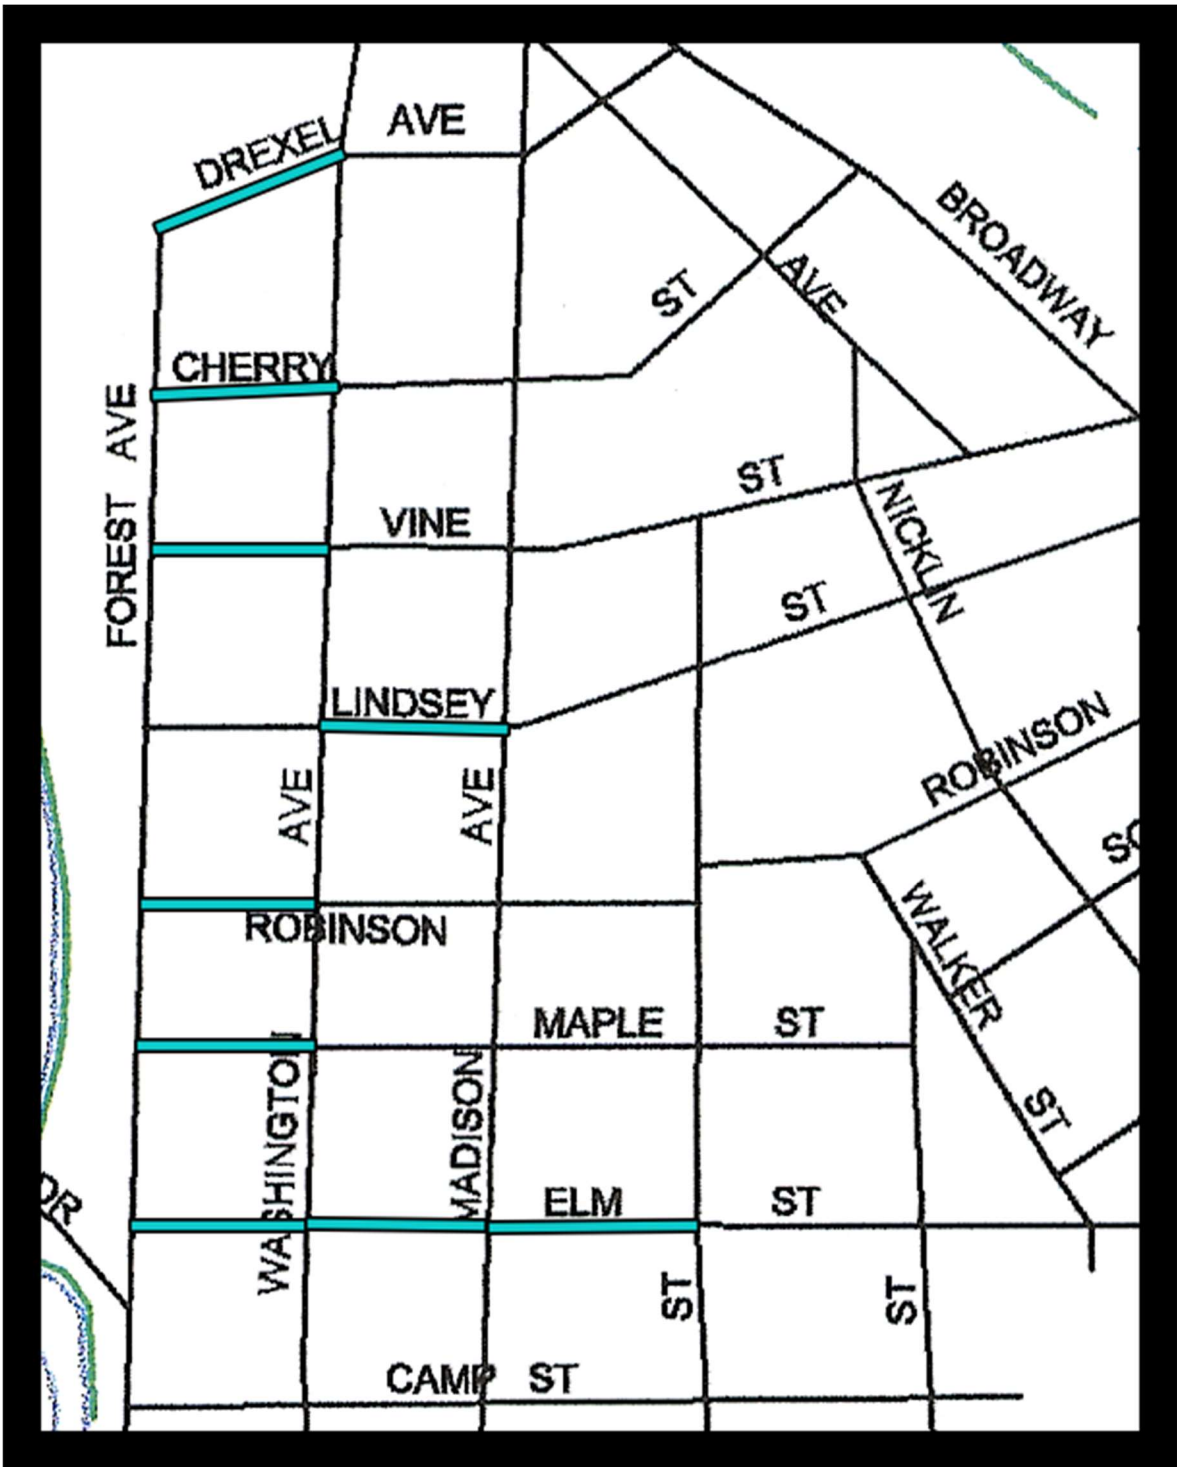 DREXEL AVE
BROADWAY
ST
AVE
CHERRY
FOREST AVE
VINE
ST
NICKLIN
ST
LINDSEY
ROBINSON
AVE
AVE
WALKER
ST
ROBINSON
MAPLE ST
WASHINGTON
MADISON
DR
ELM ST
ST
ST
CAMP ST